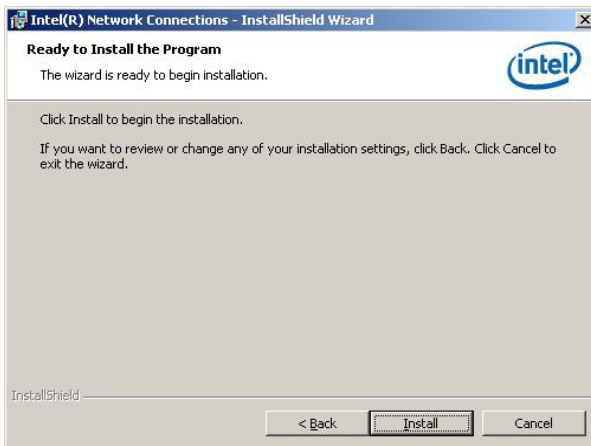 Intel(R) Network Connections - InstallShield Wizard
Ready to Install the Program
The wizard is ready to begin installation.
intel
Click Install to begin the installation.
If you want to review or change any of your installation settings, click Back. Click Cancel to
exit the wizard.
InstallShield
< Back
Install
Cancel